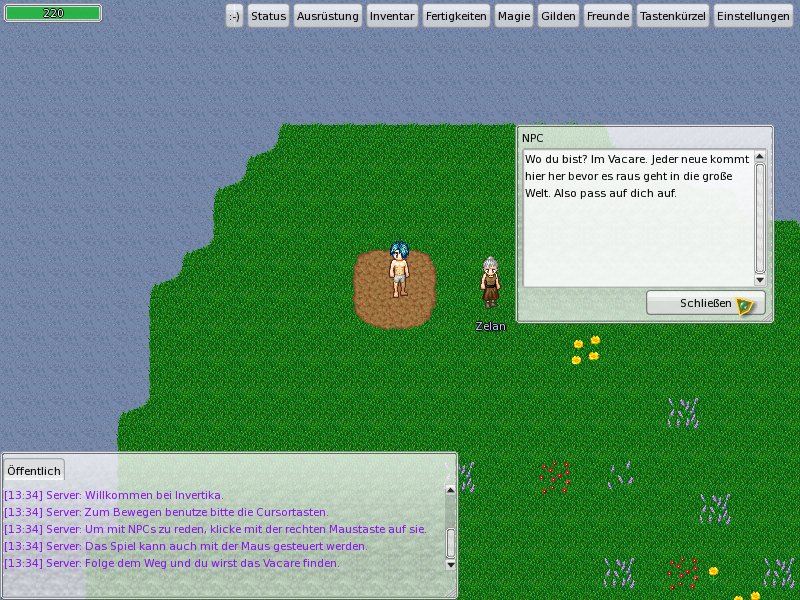 220
:-) Status Ausrüstung Inventar Fertigkeiten Magie Gilden Freunde Tastenkürzel Einstellungen
NPC
Wo du bist? Im Vacare. Jeder neue kommt
hier her bevor es raus geht in die große
Welt. Also pass auf dich auf.
Schließen
Zelan
Öffentlich
[13:34] Server: Willkommen bei Invertika.
[13:34] Server: Zum Bewegen benutze bitte die Cursortasten.
[13:34] Server: Um mit NPCs zu reden, klicke mit der rechten Maustaste auf sie.
[13:34] Server: Das Spiel kann auch mit der Maus gesteuert werden.
[13:34] Server: Folge dem Weg und du wirst das Vacare finden.